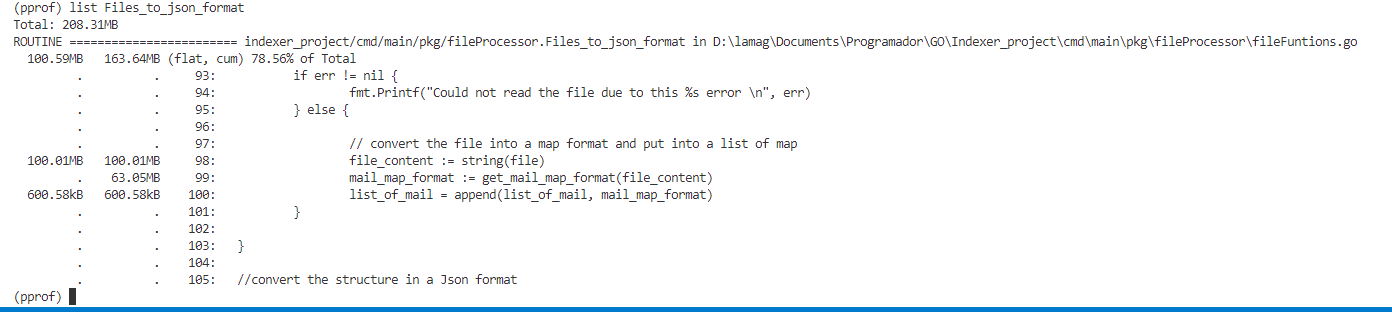 (pprof) list Files_to_json_format
Total: 208.31MB
ROUTINE ======================== indexer_project/cmd/main/pkg/fileProcessor.Files_to_json_format in D:\lamag\Documents\Programador\GO\Indexer_project\cmd\main\pkg\fileProcessor\fileFuntions.go
  100.59MB   163.64MB (flat, cum) 78.56% of Total
         .          .     93:           if err != nil {
         .          .     94:                   fmt.Printf("Could not read the file due to this %s error \n", err)
         .          .     95:           } else {
         .          .     96:
         .          .     97:                   // convert the file into a map format and put into a list of map
  100.01MB   100.01MB     98:                   file_content := string(file)
         .    63.05MB     99:                   mail_map_format := get_mail_map_format(file_content)
  600.58kB   600.58kB    100:                   list_of_mail = append(list_of_mail, mail_map_format)
         .          .    101:           }
         .          .    102:
         .          .    103:   }
         .          .    104:
         .          .    105:   //convert the structure in a Json format
(pprof)